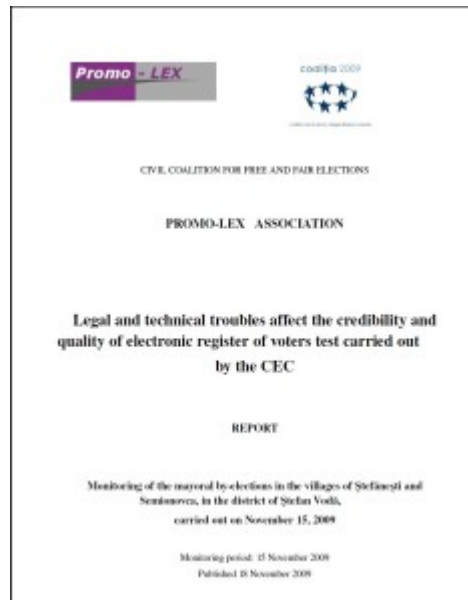 Promo - LEX
coaliția 2009
CIVIL COALITION FOR FREE AND FAIR ELECTIONS
PROMO-LEX ASSOCIATION
Legal and technical troubles affect the credibility and
quality of electronic register of voters test carried out
by the CEC
REPORT
Monitoring of the mayoral by-elections in the villages of Ştefăneşti and
Semionovca, in the district of Ştefan Vodă,
carried out on November 15, 2009
Monitoring period: 15 November 2009
Published 18 November 2009